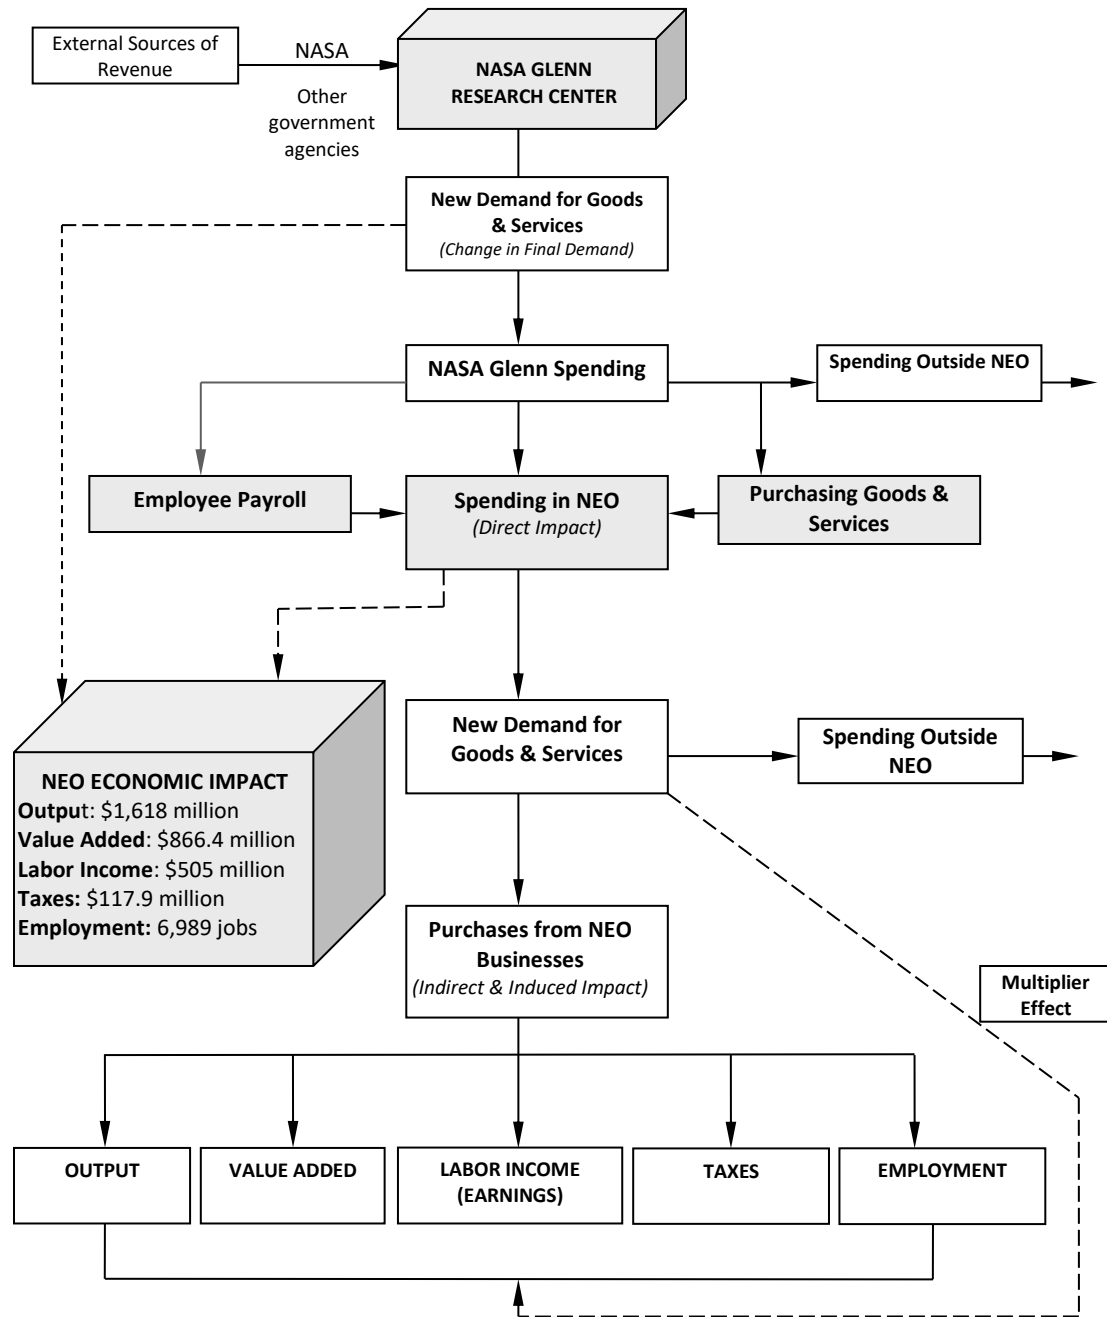 External Sources of
Revenue
NASA
Other
government
agencies
NASA GLENN
RESEARCH CENTER
New Demand for Goods
& Services
(Change in Final Demand)
NASA Glenn Spending
Spending Outside NEO
Employee Payroll
Spending in NEO
(Direct Impact)
Purchasing Goods &
Services
New Demand for
Goods & Services
Spending Outside
NEO
NEO ECONOMIC IMPACT
Output: $1,618 million
Value Added: $866.4 million
Labor Income: $505 million
Taxes: $117.9 million
Employment: 6,989 jobs
Purchases from NEO
Businesses
(Indirect & Induced Impact)
Multiplier
Effect
OUTPUT
VALUE ADDED
LABOR INCOME
(EARNINGS)
TAXES
EMPLOYMENT